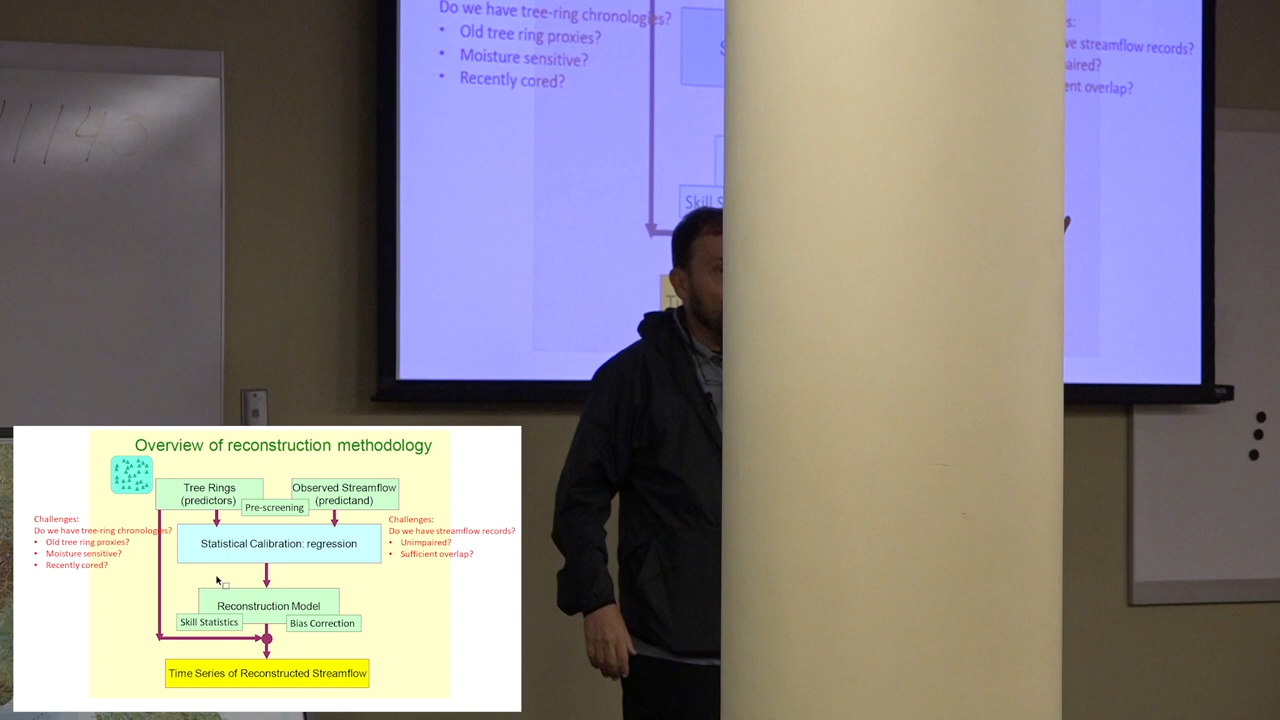 Do we have tree-ring chronologies?
• Old tree ring proxies?
• Moisture sensitive?
• Recently cored?
Skill S
s:
ve streamflow records?
aired?
ent overlap?
1140
Overview of reconstruction methodology
Tree Rings
(predictors)
Observed Streamflow
(predictand)
Pre-screening
Challenges:
Do we have tree-ring chronologies?
• Old tree ring proxies?
• Moisture sensitive?
• Recently cored?
Challenges:
Do we have streamflow records?
• Unimpaired?
• Sufficient overlap?
Statistical Calibration: regression
Reconstruction Model
Skill Statistics
Bias Correction
Time Series of Reconstructed Streamflow